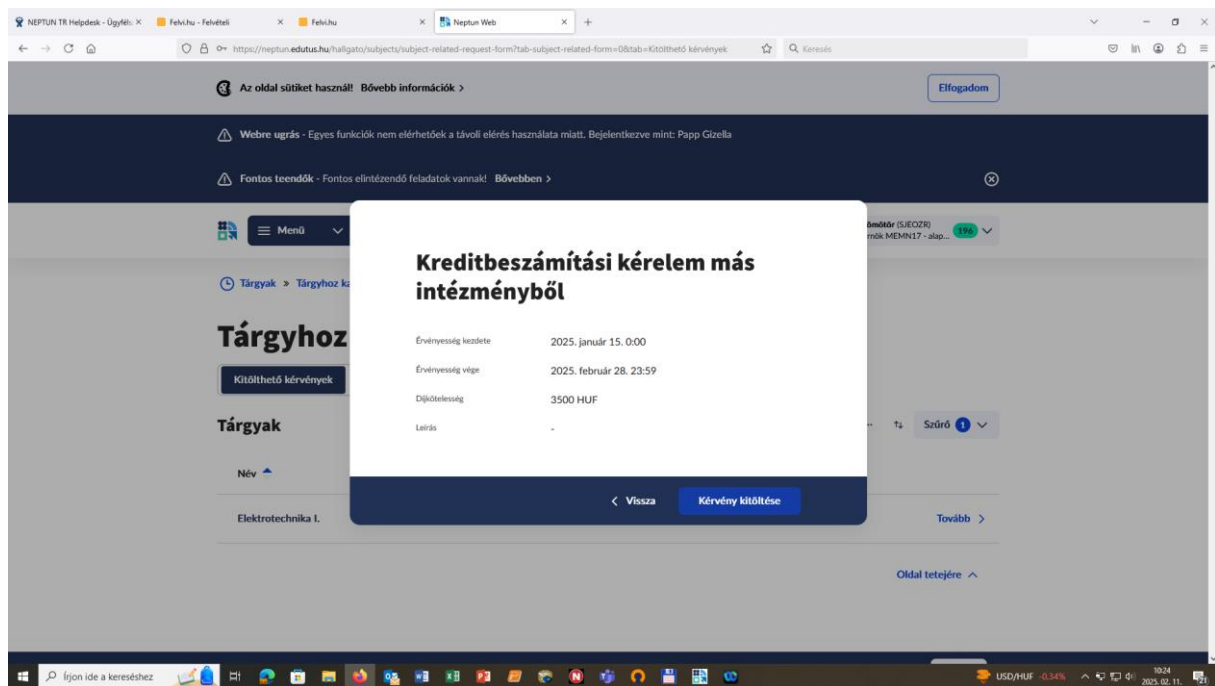 NEPTUN TR Helpdesk - Ügyféls
Felvi.hu - Felvételi
Felvi.hu
Neptun Web
https://neptun.edutus.hu/hallgato/subjects/subject-related-request-form?tab-subject-related-form=0&tab=Kitölthető kérvények
Keresés
Az oldal sütiket használ! Bővebb információk >
Elfogadom
Webre ugrás - Egyes funkciók nem elérhetőek a távoli elérés használata miatt. Bejelentkezve mint: Papp Gizella
Fontos teendők - Fontos elintézendő feladatok vannak! Bővebben >
Menü
ömötör (SJEOZR)
rnök MEMN17 - alap...
196
Tárgyak » Tárgyhoz ka
Kreditbeszámítási kérelem más
intézményből
Tárgyhoz
Érvényesség kezdete 2025. január 15. 0:00
Érvényesség vége 2025. február 28. 23:59
Kitölthető kérvények
Díjkötelesség 3500 HUF
Tárgyak
Leírás -
Szűrő 1
Név
< Vissza
Kérvény kitöltése
Elektrotechnika I.
Tovább >
Oldal tetejére
Írjon ide a kereséshez
USD/HUF -0,34%
10:24
2025. 02. 11.
21